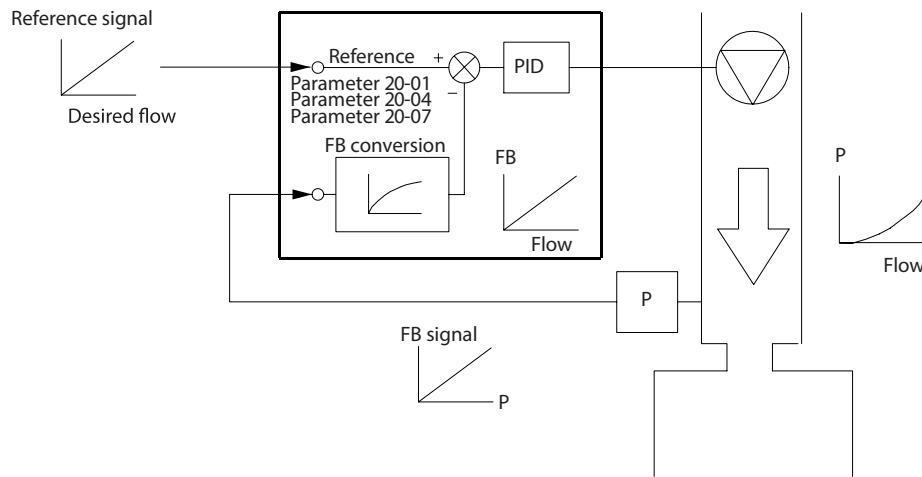 Reference signal
Desired flow
Reference
+
–
Parameter 20-01
Parameter 20-04
Parameter 20-07
FB conversion
PID
FB
Flow
P
Flow
P
FB signal
P